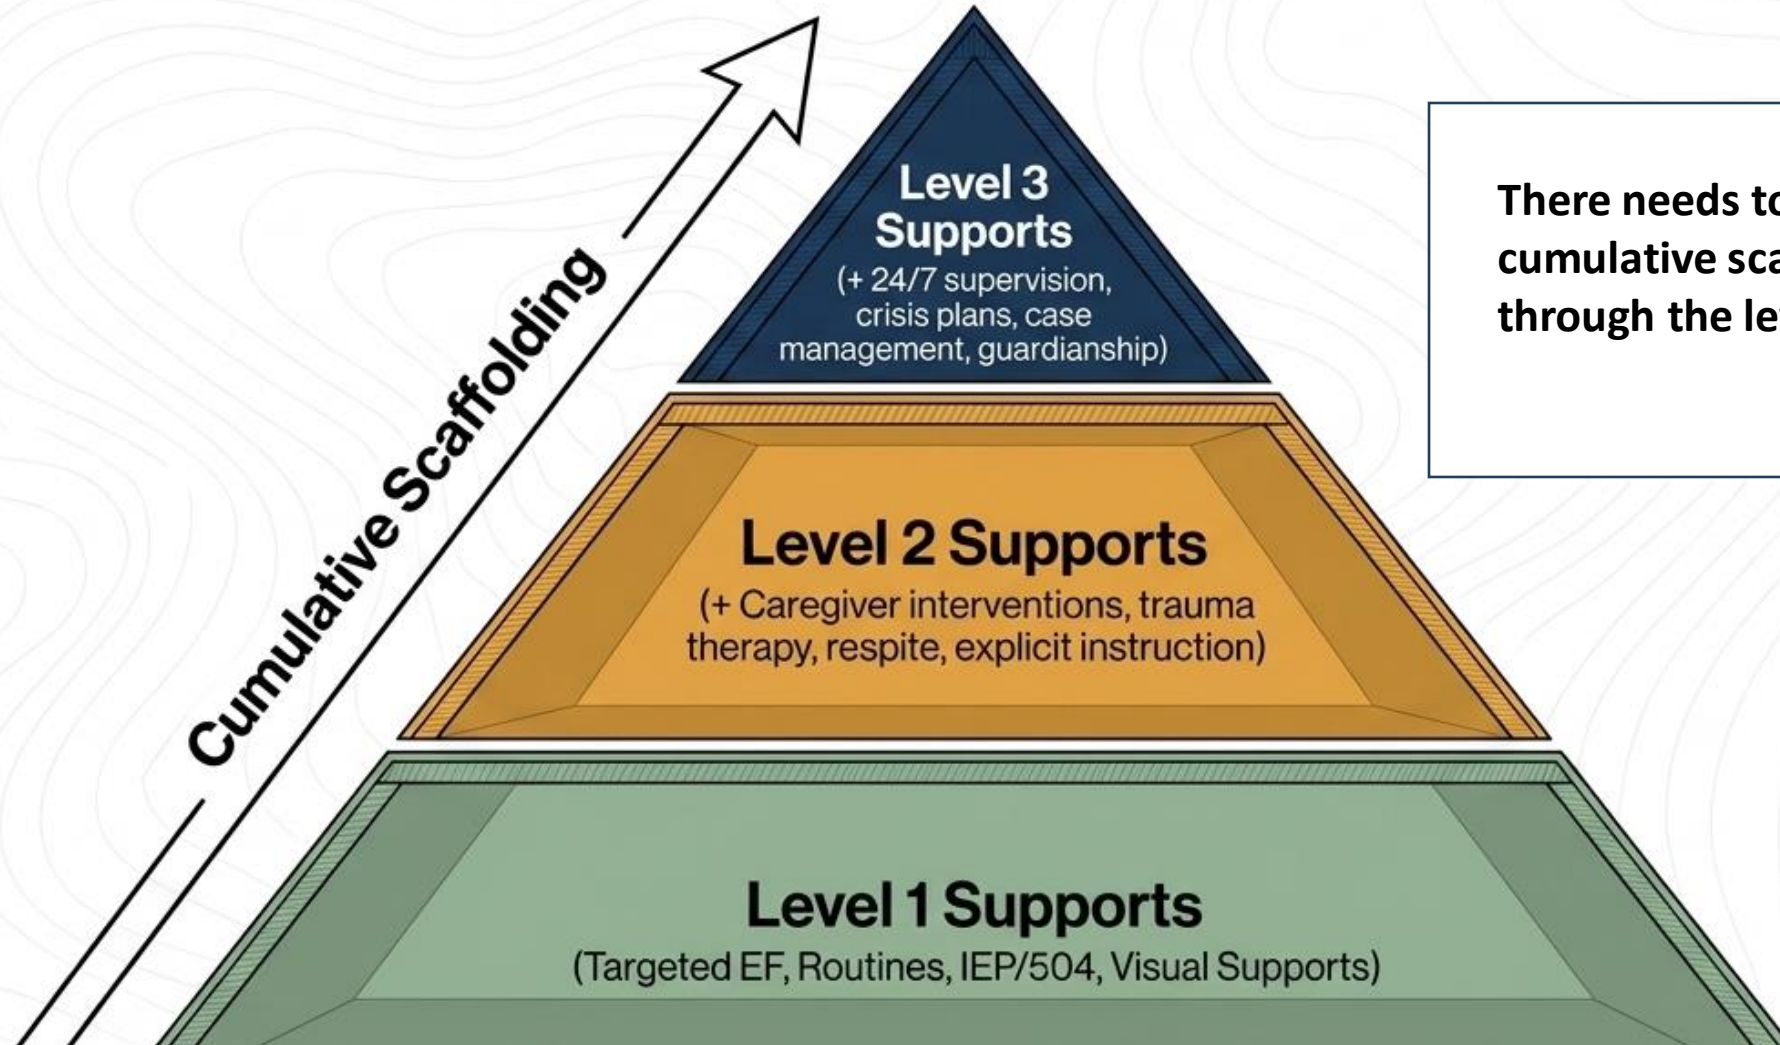 Level 3
Supports
(+ 24/7 supervision,
crisis plans, case
management, guardianship)
There needs to
cumulative
through the
Cumulative Scaffolding
Level 2 Supports
(+ Caregiver interventions, trauma
therapy, respite, explicit instruction)
Level 1 Supports
(Targeted EF, Routines, IEP/504, Visual Supports)